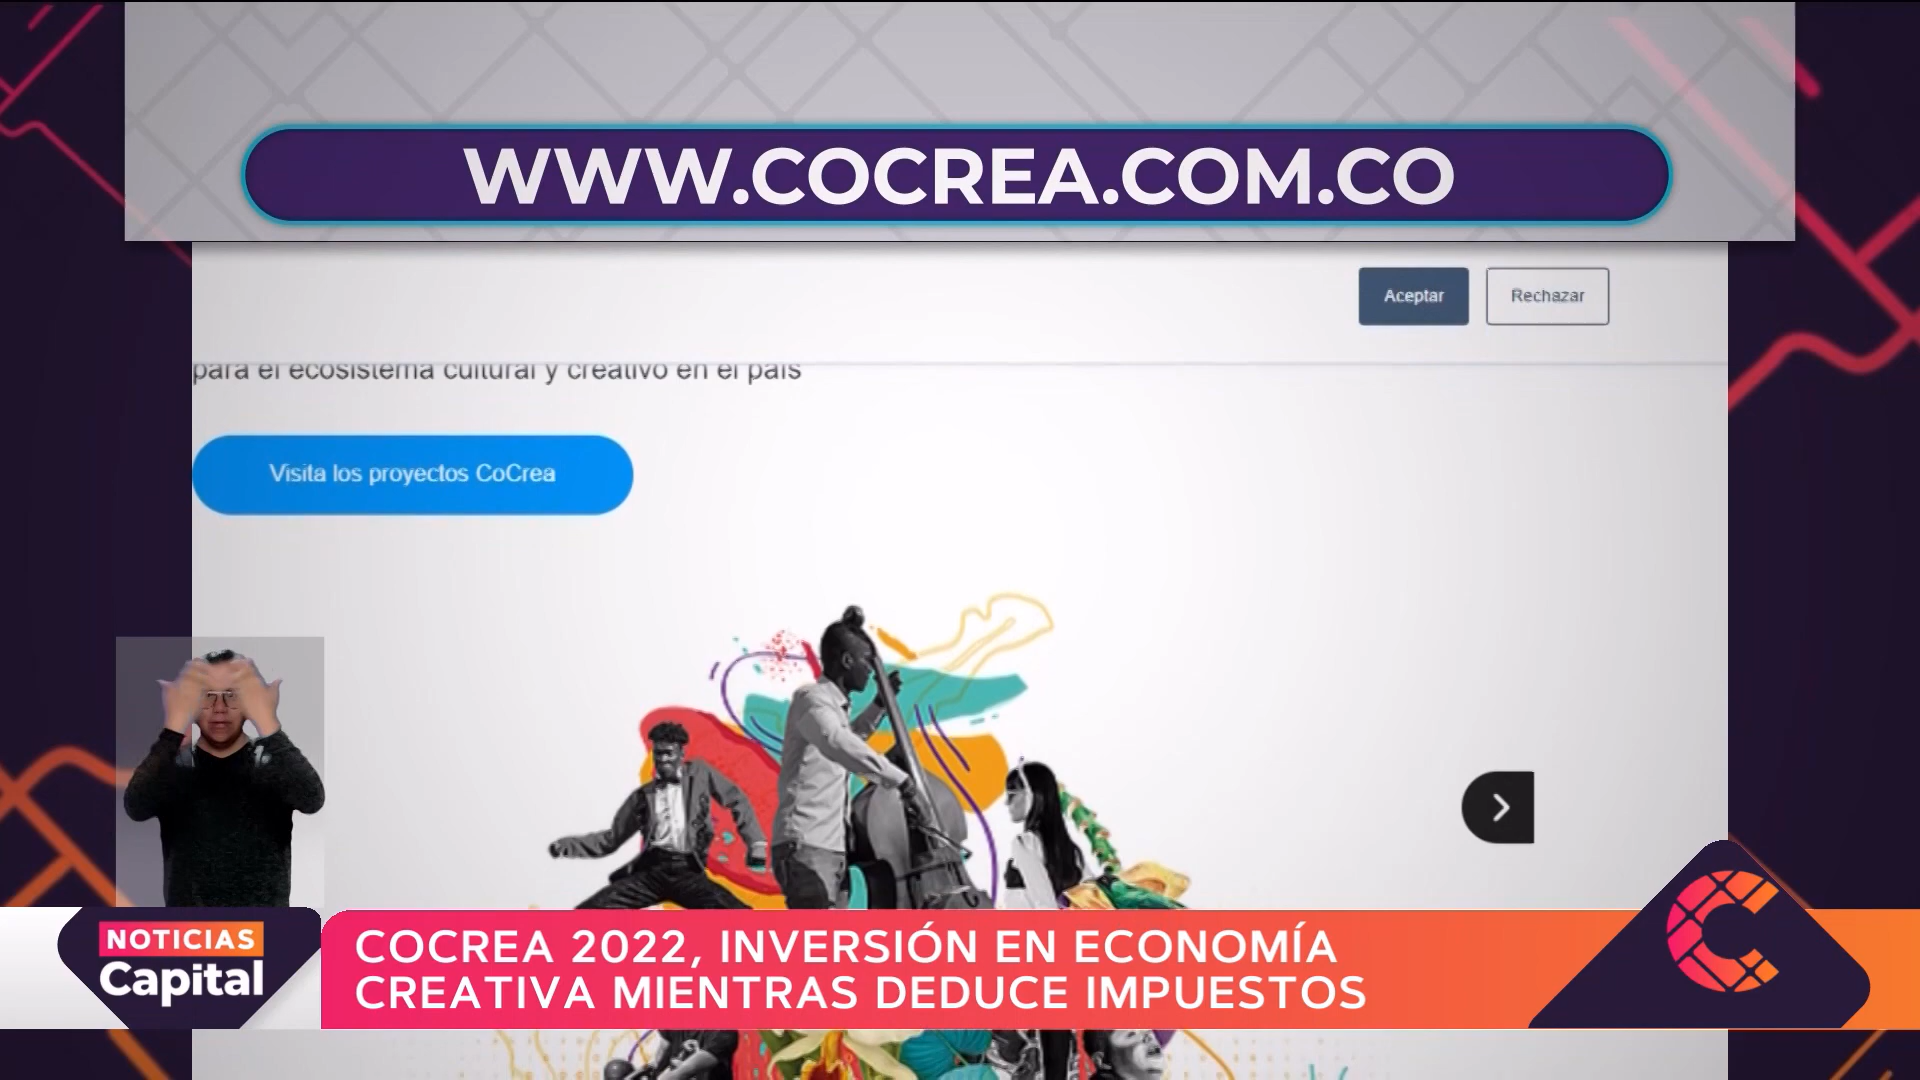 WWW.COCREA.COM.CO
Aceptar
Rechazar
para el ecosistema cultural y creativo en el país
Visita los proyectos CoCrea
NOTICIAS
Capital
COCREA 2022, INVERSIÓN EN ECONOMÍA
CREATIVA MIENTRAS DEDUCE IMPUESTOS